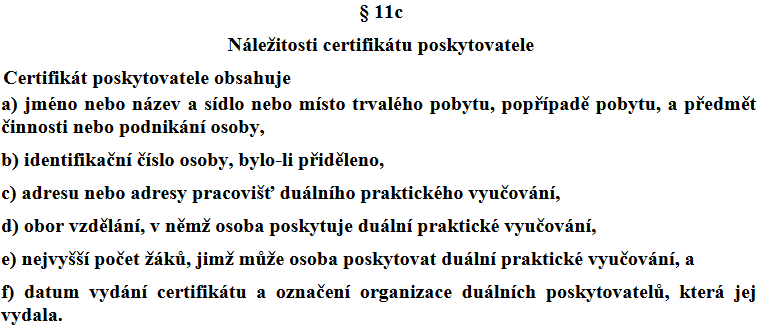 § 11c
Náležitosti certifikátu poskytovatele
Certifikát poskytovatele obsahuje
a) jméno nebo název a sídlo nebo místo trvalého pobytu, popřípadě pobytu, a předmět
činnosti nebo podnikání osoby,
b) identifikační číslo osoby, bylo-li přiděleno,
c) adresu nebo adresy pracovišť duálního praktického vyučování,
d) obor vzdělání, v němž osoba poskytuje duální praktické vyučování,
e) nejvyšší počet žáků, jimž může osoba poskytovat duální praktické vyučování, a
f) datum vydání certifikátu a označení organizace duálních poskytovatelů, která jej
vydala.